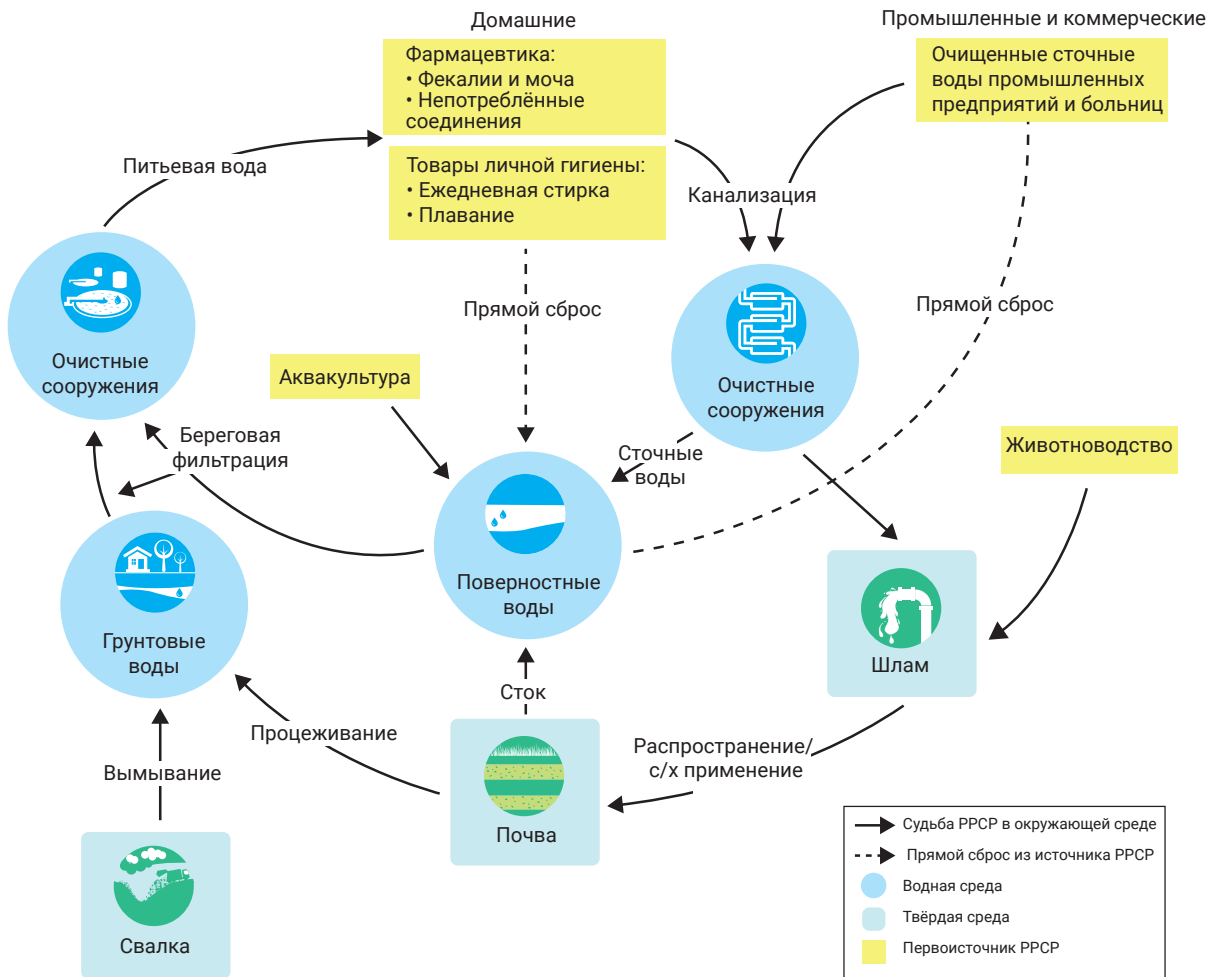 Домашние
Промышленные и коммерческие
Фармацевтика:
• Фекалии и моча
• Непотреблённые
соединения
Очищенные сточные
воды промышленных
предприятий и больниц
Питьевая вода
Товары личной гигиены:
• Ежедневная стирка
• Плавание
Канализация
Прямой сброс
Прямой сброс
Очистные
сооружения
Аквакультура
Очистные
сооружения
Береговая
фильтрация
Сточные
воды
Животноводство
Поверностные
воды
Грунтовые
воды
Шлам
Сток
Процеживание
Распространение/
с/х применение
Вымывание
Почва
Свалка
Судьба PPCP в окружающей среде
Прямой сброс из источника PPCP
Водная среда
Твёрдая среда
Первоисточник PPCP